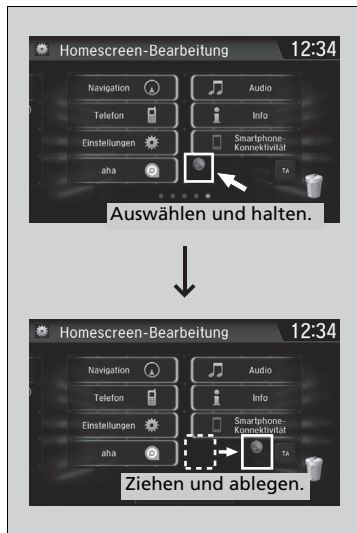 Homescreen-Bearbeitung 12:34
Navigation Audio
Telefon Info
Einstellungen Smartphone-
Konnektivität
aha TA
Auswählen und halten.
Homescreen-Bearbeitung 12:34
Navigation Audio
Telefon Info
Einstellungen Smartphone-
Konnektivität
aha TA
Ziehen und ablegen.